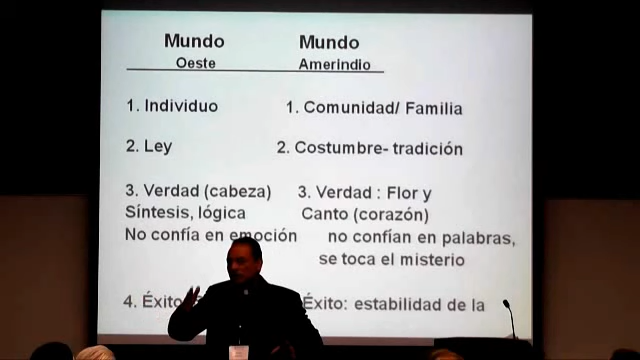 Mundo Mundo
Oeste Amerindio
1. Individuo 1. Comunidad/ Familia
2. Ley 2. Costumbre- tradición
3. Verdad (cabeza) 3. Verdad : Flor y
Síntesis, lógica Canto (corazón)
No confía en emoción no confían en palabras,
se toca el misterio
4. Éxito Éxito: estabilidad de la